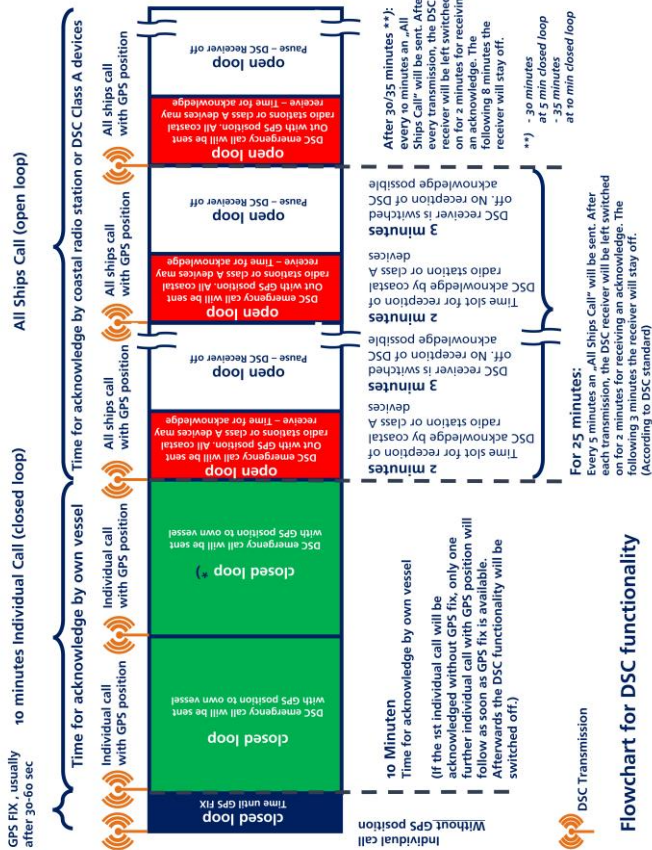 GPS FIX, usually
after 30-60 sec
10 minutes Individual Call (closed loop)
All Ships Call (open loop)
Time for acknowledge by own vessel
Time for acknowledge by coastal radio station or DSC Class A devices
Individual call
with GPS position
Individual call
with GPS position
All ships call
with GPS position
All ships call
with GPS position
All ships call
with GPS position
closed loop
Time until GPS FIX
closed loop
DSC emergency call will be sent
with GPS position to own vessel
closed loop *)
DSC emergency call will be sent
with GPS position to own vessel
open loop
DSC emergency call will be sent
Out with GPS position. All coastal
radio stations or class A devices may
receive – Time for acknowledge
open loop
Pause – DSC Receiver off
open loop
DSC emergency call will be sent
Out with GPS position. All coastal
radio stations or class A devices may
receive – Time for acknowledge
open loop
Pause – DSC Receiver off
open loop
DSC emergency call will be sent
Out with GPS position. All coastal
radio stations or class A devices may
receive – Time for acknowledge
open loop
Pause – DSC Receiver off
Individual call
Without GPS position
10 Minuten
Time for acknowledge by own vessel
(If the 1st individual call will be
acknowledged without GPS fix, only one
further individual call with GPS position will
follow as soon as GPS fix is available.
Afterwards the DSC functionality will be
switched off.)
2 minutes
Time slot for reception of
DSC acknowledge by coastal
radio station or class A
devices
3 minutes
DSC receiver is switched
off. No reception of DSC
acknowledge possible
2 minutes
Time slot for reception of
DSC acknowledge by coastal
radio station or class A
devices
3 minutes
DSC receiver is switched
off. No reception of DSC
acknowledge possible
After 30/35 minutes **):
every 10 minutes an „All
Ships Call“ will be sent. After
every transmission, the DSC
receiver will be left switched
on for 2 minutes for receiving
an acknowledge. The
following 8 minutes the
receiver will stay off.
**) - 30 minutes
at 5 min closed loop
- 35 minutes
at 10 min closed loop
For 25 minutes:
Every 5 minutes an „All Ships Call“ will be sent. After
each transmission, the DSC receiver will be left switched
on for 2 minutes for receiving an acknowledge. The
following 3 minutes the receiver will stay off.
(According to DSC standard)
DSC Transmission
Flowchart for DSC functionality